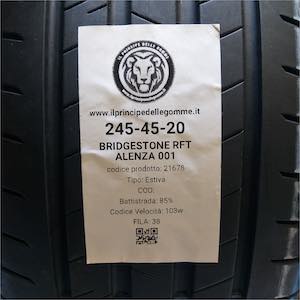 IL PRINCIPE DELLE GOMME
www.ilprincipedellegomme.it
245-45-20
BRIDGESTONE RFT
ALENZA 001
codice prodotto: 21678
Tipo: Estiva
COD:
Battistrada: 85%
Codice Velocità: 103w
FILA: 38